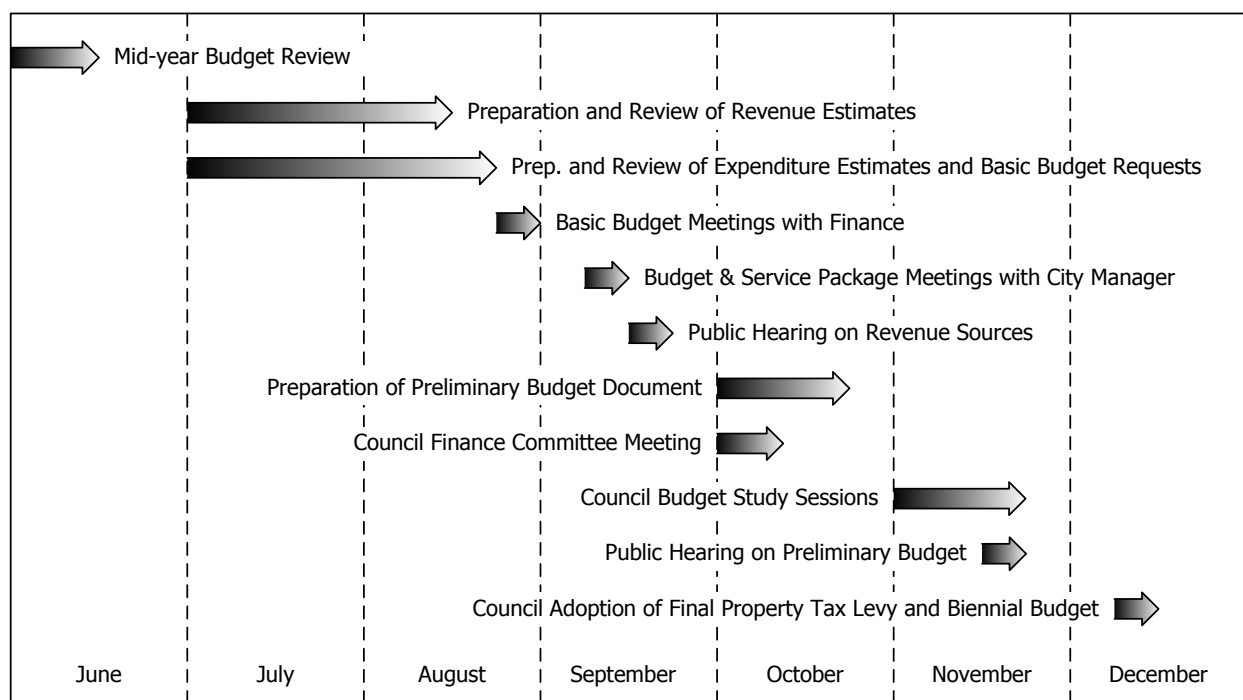 Mid-year Budget Review
Preparation and Review of Revenue Estimates
Prep. and Review of Expenditure Estimates and Basic Budget Requests
Basic Budget Meetings with Finance
Budget & Service Package Meetings with City Manager
Public Hearing on Revenue Sources
Preparation of Preliminary Budget Document
Council Finance Committee Meeting
Council Budget Study Sessions
Public Hearing on Preliminary Budget
Council Adoption of Final Property Tax Levy and Biennial Budget
June July August September October November December